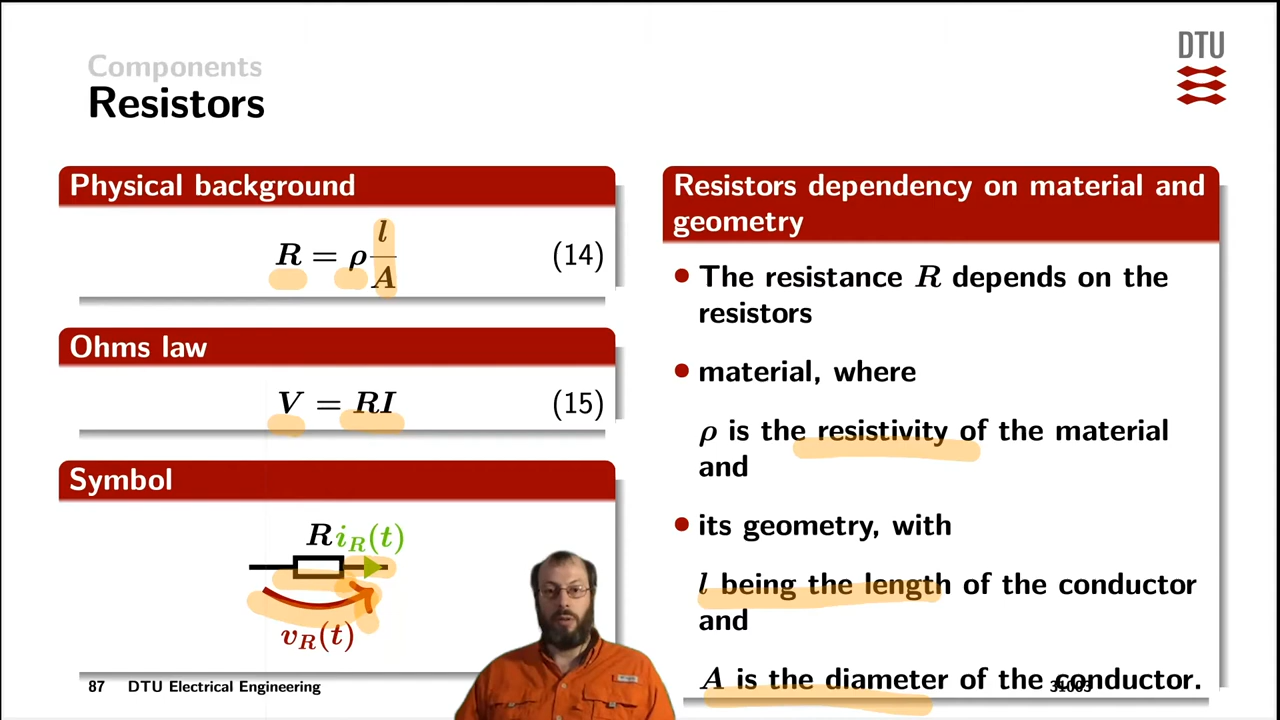 Components
Resistors
DTU
Physical background
R = ρ l/A (14)
Ohms law
V = RI (15)
Symbol
R i_R(t)
v_R(t)
Resistors dependency on material and
geometry
• The resistance R depends on the
resistors
• material, where
ρ is the resistivity of the material
and
• its geometry, with
l being the length of the conductor
and
A is the diameter of the conductor.
87 DTU Electrical Engineering
31003